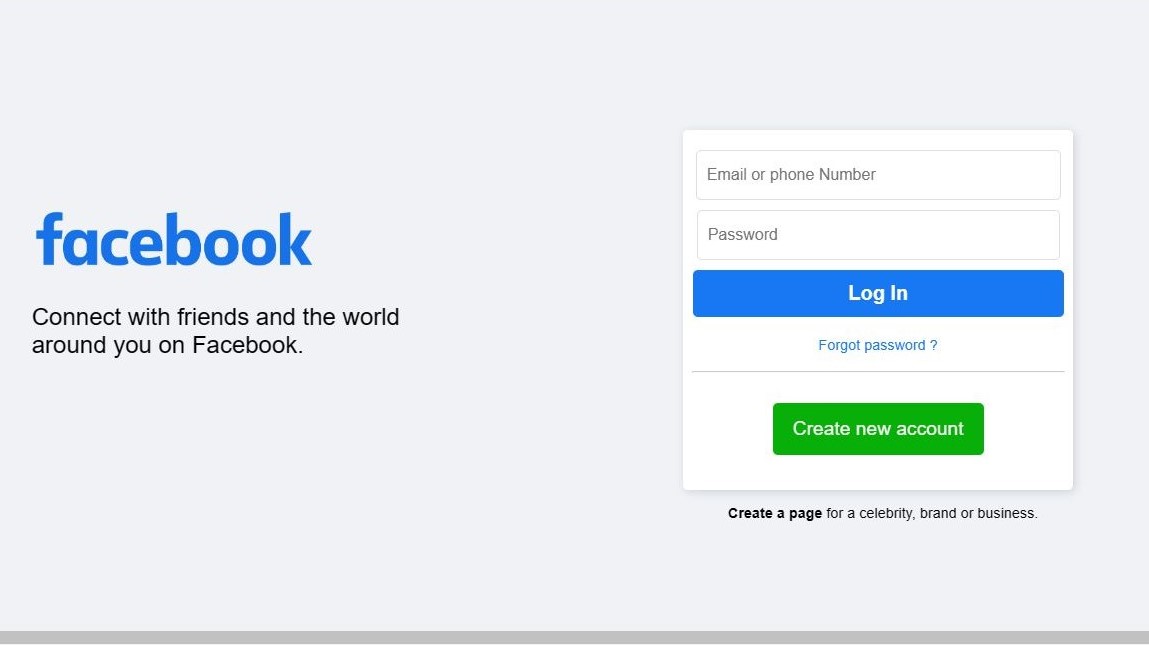 facebook
Connect with friends and the world
around you on Facebook.
Email or phone Number
Password
Log In
Forgot password ?
Create new account
Create a page for a celebrity, brand or business.